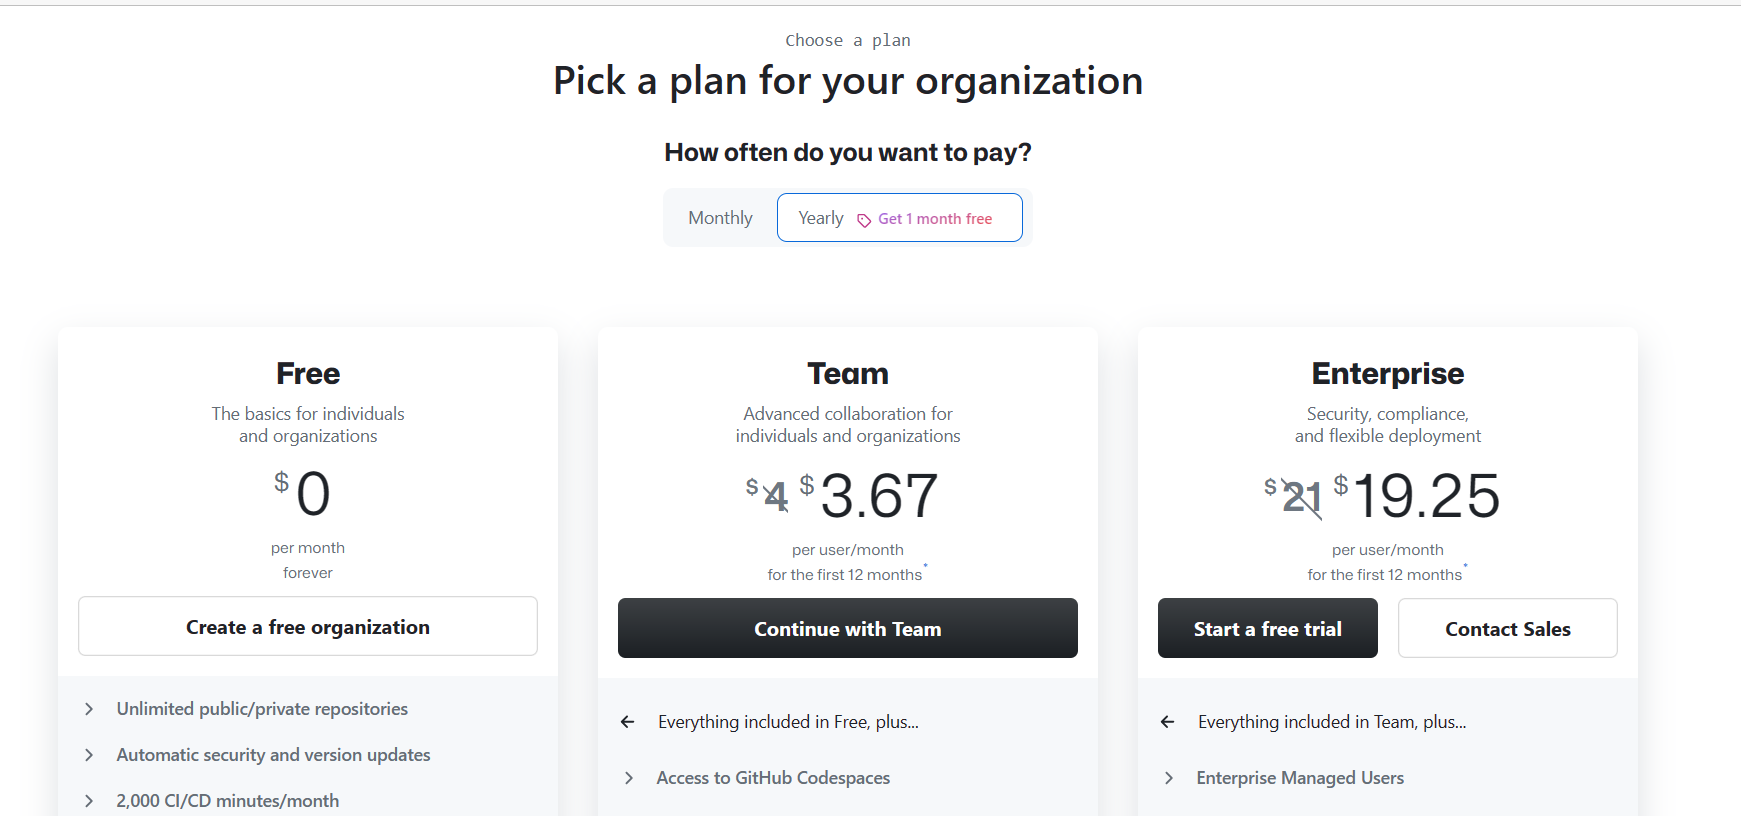 Choose a plan
Pick a plan for your organization
How often do you want to pay?
Monthly
Yearly Get 1 month free
Free
The basics for individuals
and organizations
$0
per month
forever
Create a free organization
Unlimited public/private repositories
Automatic security and version updates
2,000 CI/CD minutes/month
Team
Advanced collaboration for
individuals and organizations
$4 $3.67
per user/month
for the first 12 months*
Continue with Team
Everything included in Free, plus...
Access to GitHub Codespaces
Enterprise
Security, compliance,
and flexible deployment
$21 $19.25
per user/month
for the first 12 months*
Start a free trial
Contact Sales
Everything included in Team, plus...
Enterprise Managed Users